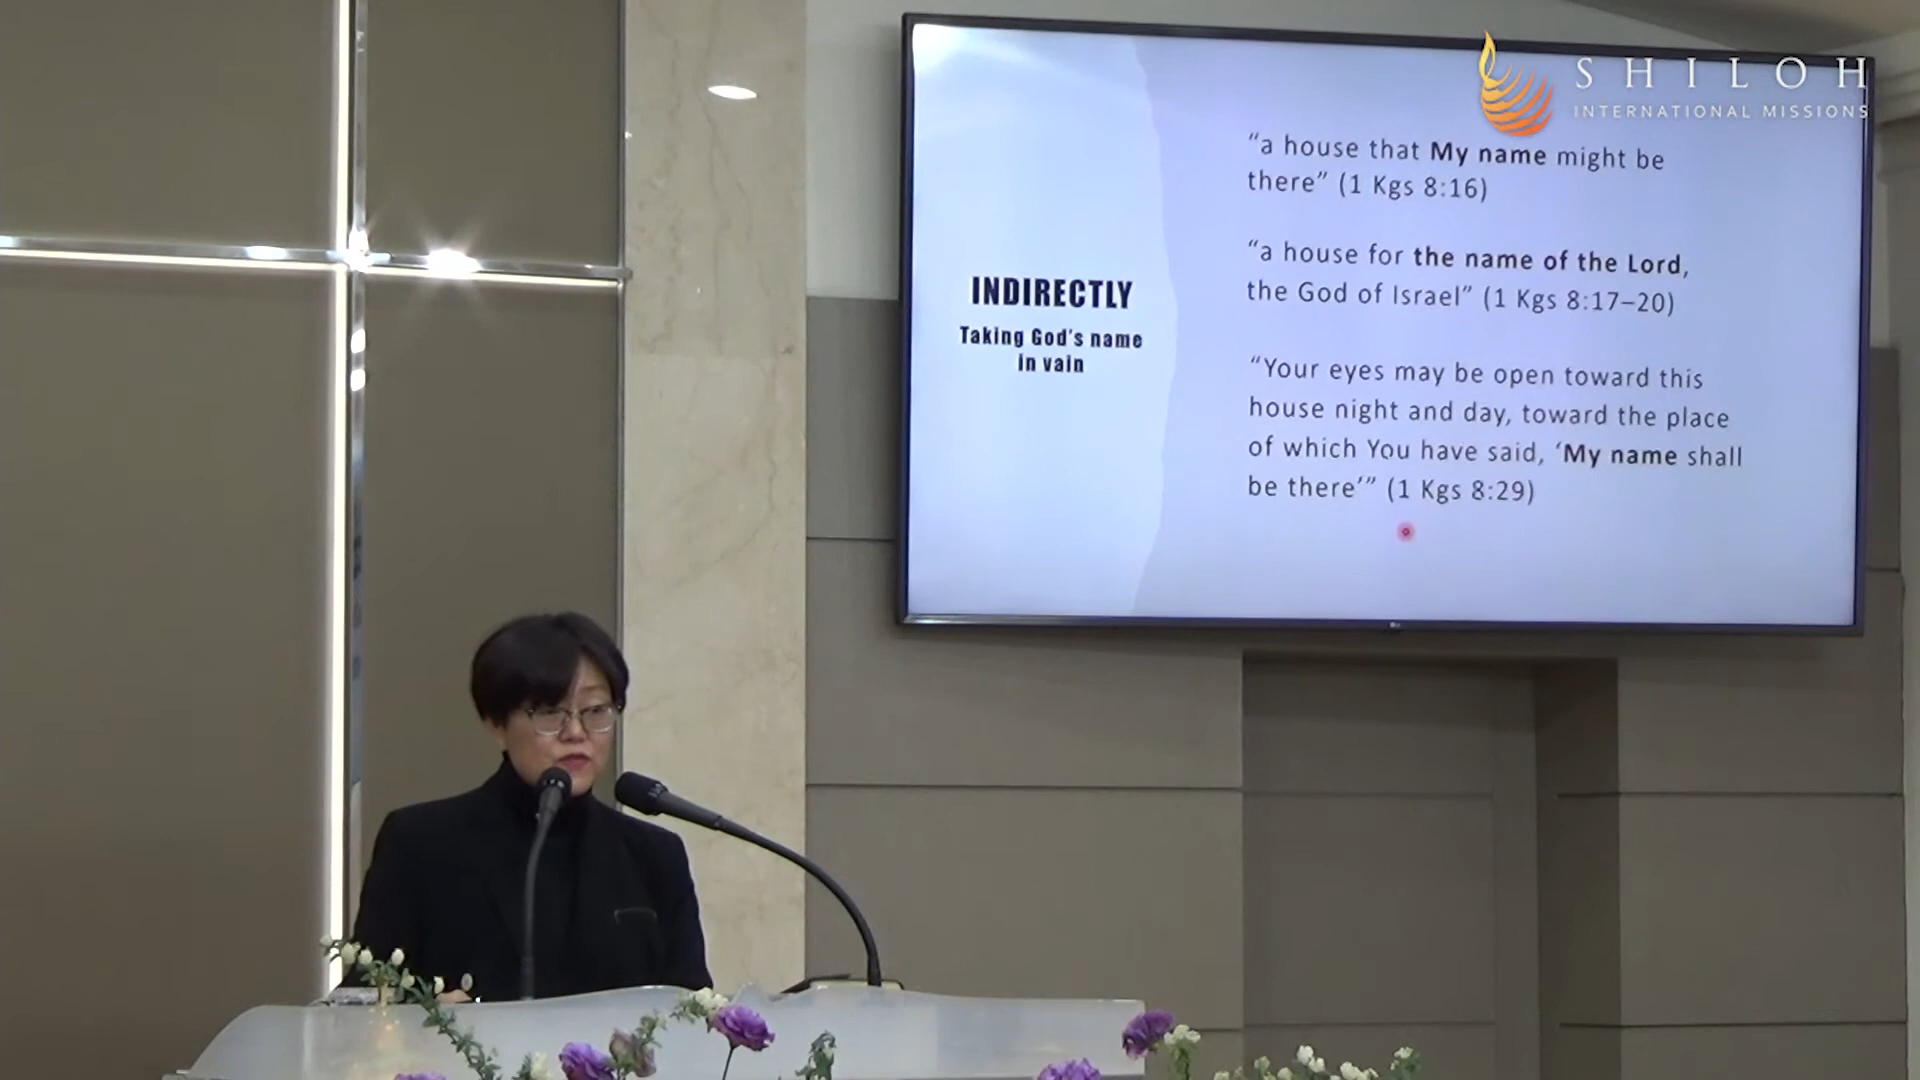 SHILOH
INTERNATIONAL MISSIONS
INDIRECTLY
Taking God's name
in vain
“a house that My name might be
there” (1 Kgs 8:16)
“a house for the name of the Lord,
the God of Israel” (1 Kgs 8:17–20)
“Your eyes may be open toward this
house night and day, toward the place
of which You have said, ‘My name shall
be there’” (1 Kgs 8:29)